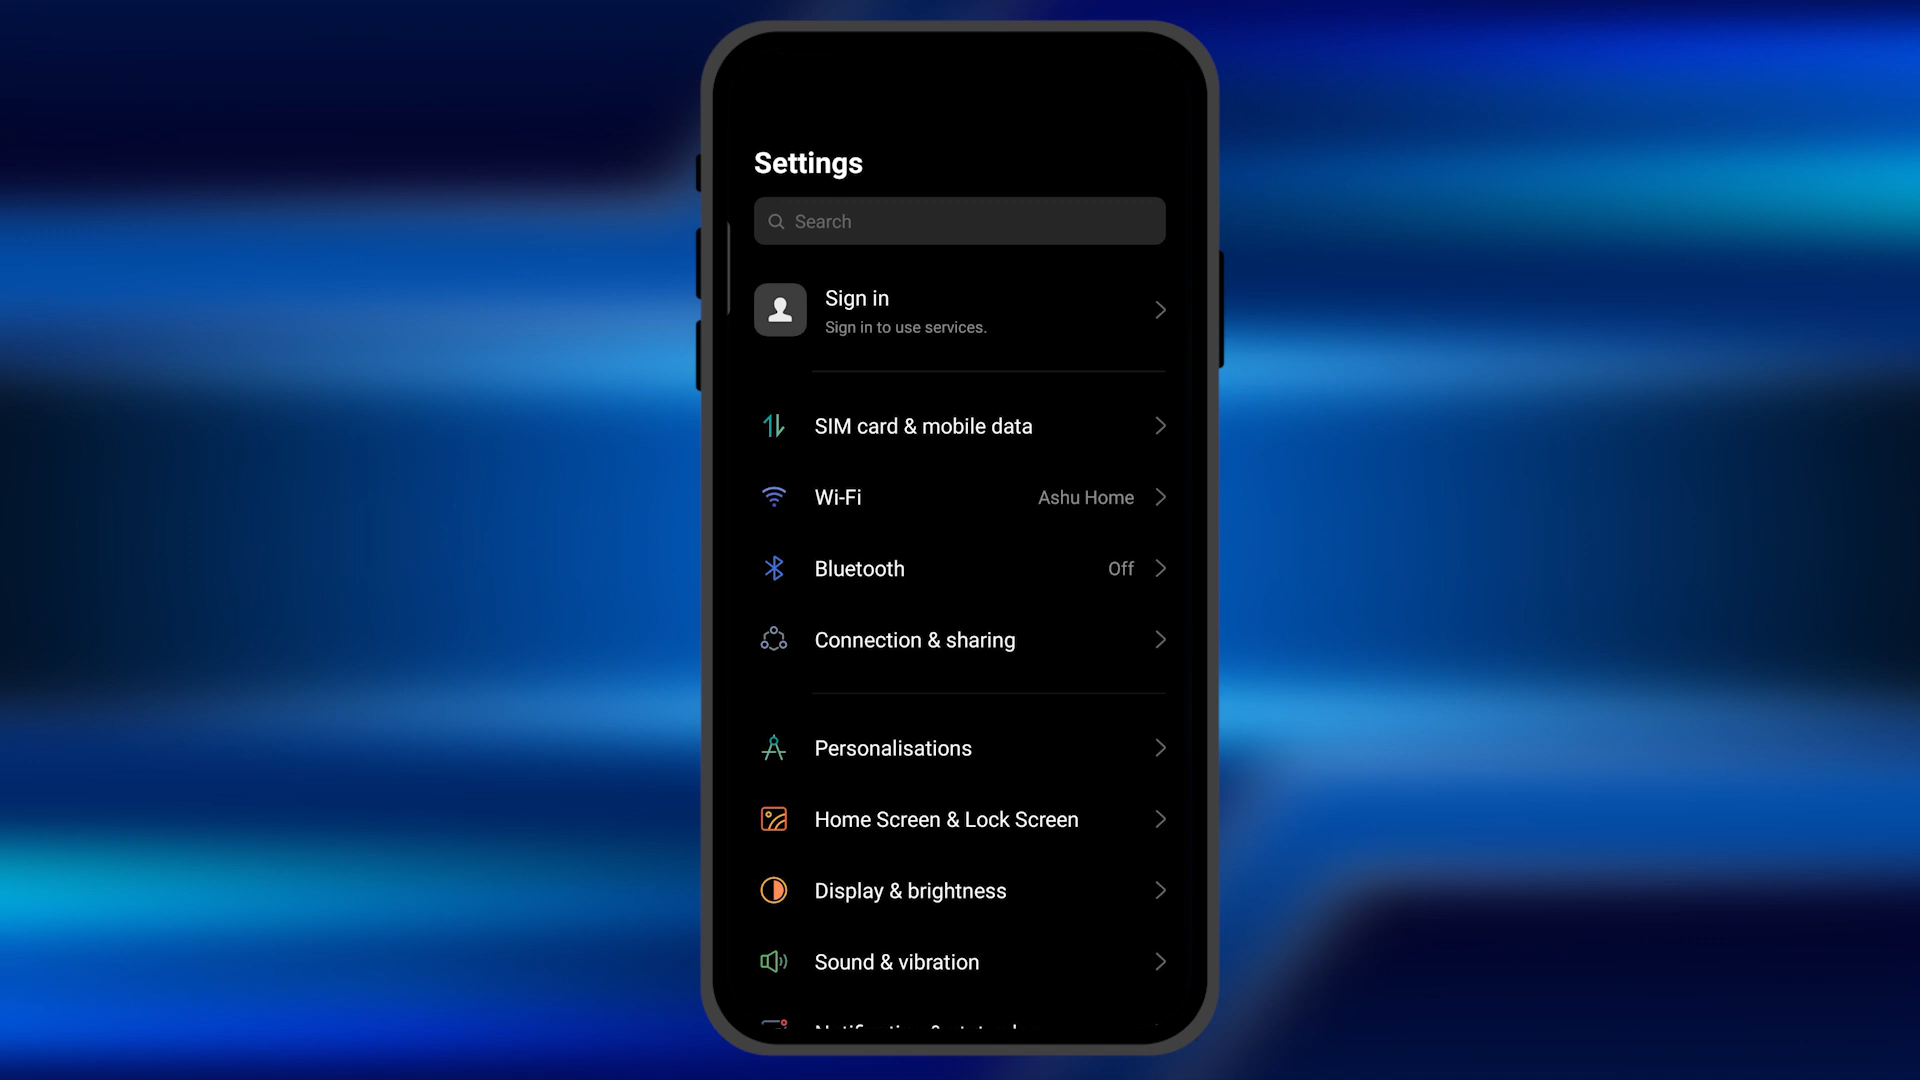 Settings
Search
Sign in
Sign in to use services.
SIM card & mobile data
Wi-Fi Ashu Home
Bluetooth Off
Connection & sharing
Personalisations
Home Screen & Lock Screen
Display & brightness
Sound & vibration